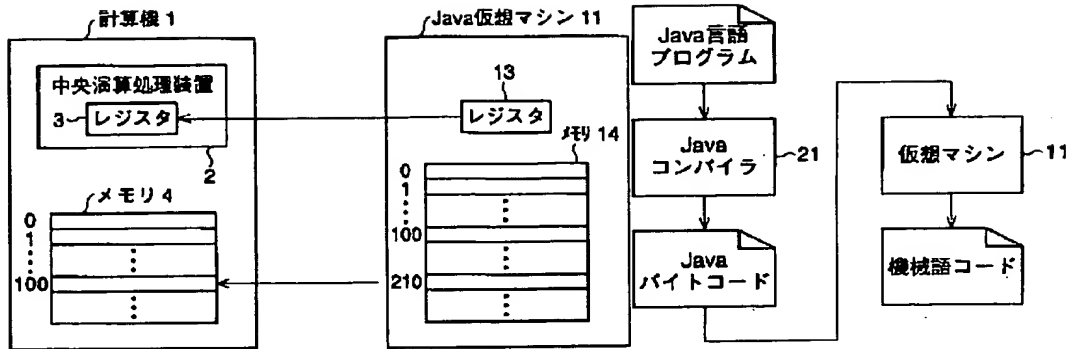 計算機 1
中央演算処理装置
3
レジスタ
2
メモリ 4
0
1
100
Java仮想マシン 11
13
レジスタ
メモリ 14
0
1
100
210
Java言語
プログラム
Java
コンパイラ
21
Java
バイトコード
仮想マシン
11
機械語コード